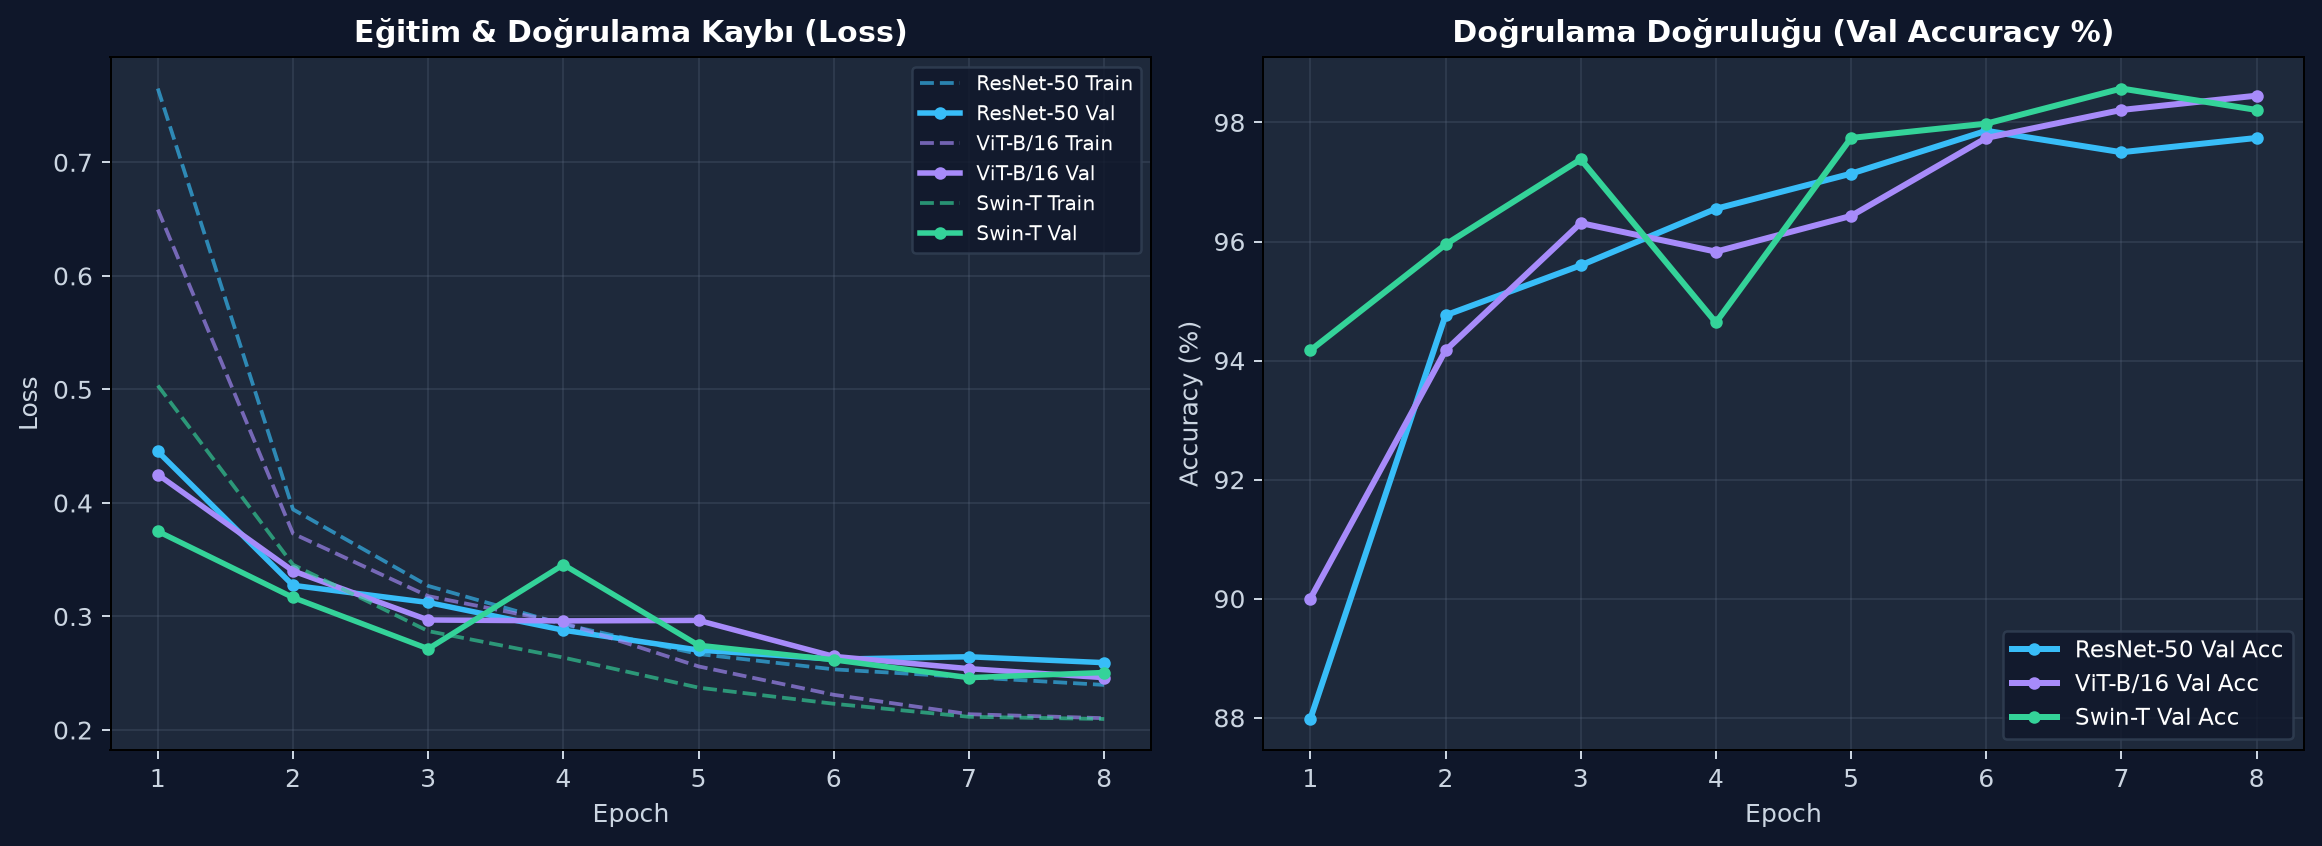 Eğitim & Doğrulama Kaybı (Loss)
ResNet-50 Train
ResNet-50 Val
ViT-B/16 Train
ViT-B/16 Val
Swin-T Train
Swin-T Val
Loss
0.7
0.6
0.5
0.4
0.3
0.2
1 2 3 4 5 6 7 8
Epoch
Doğrulama Doğruluğu (Val Accuracy %)
Accuracy (%)
98
96
94
92
90
88
ResNet-50 Val Acc
ViT-B/16 Val Acc
Swin-T Val Acc
1 2 3 4 5 6 7 8
Epoch